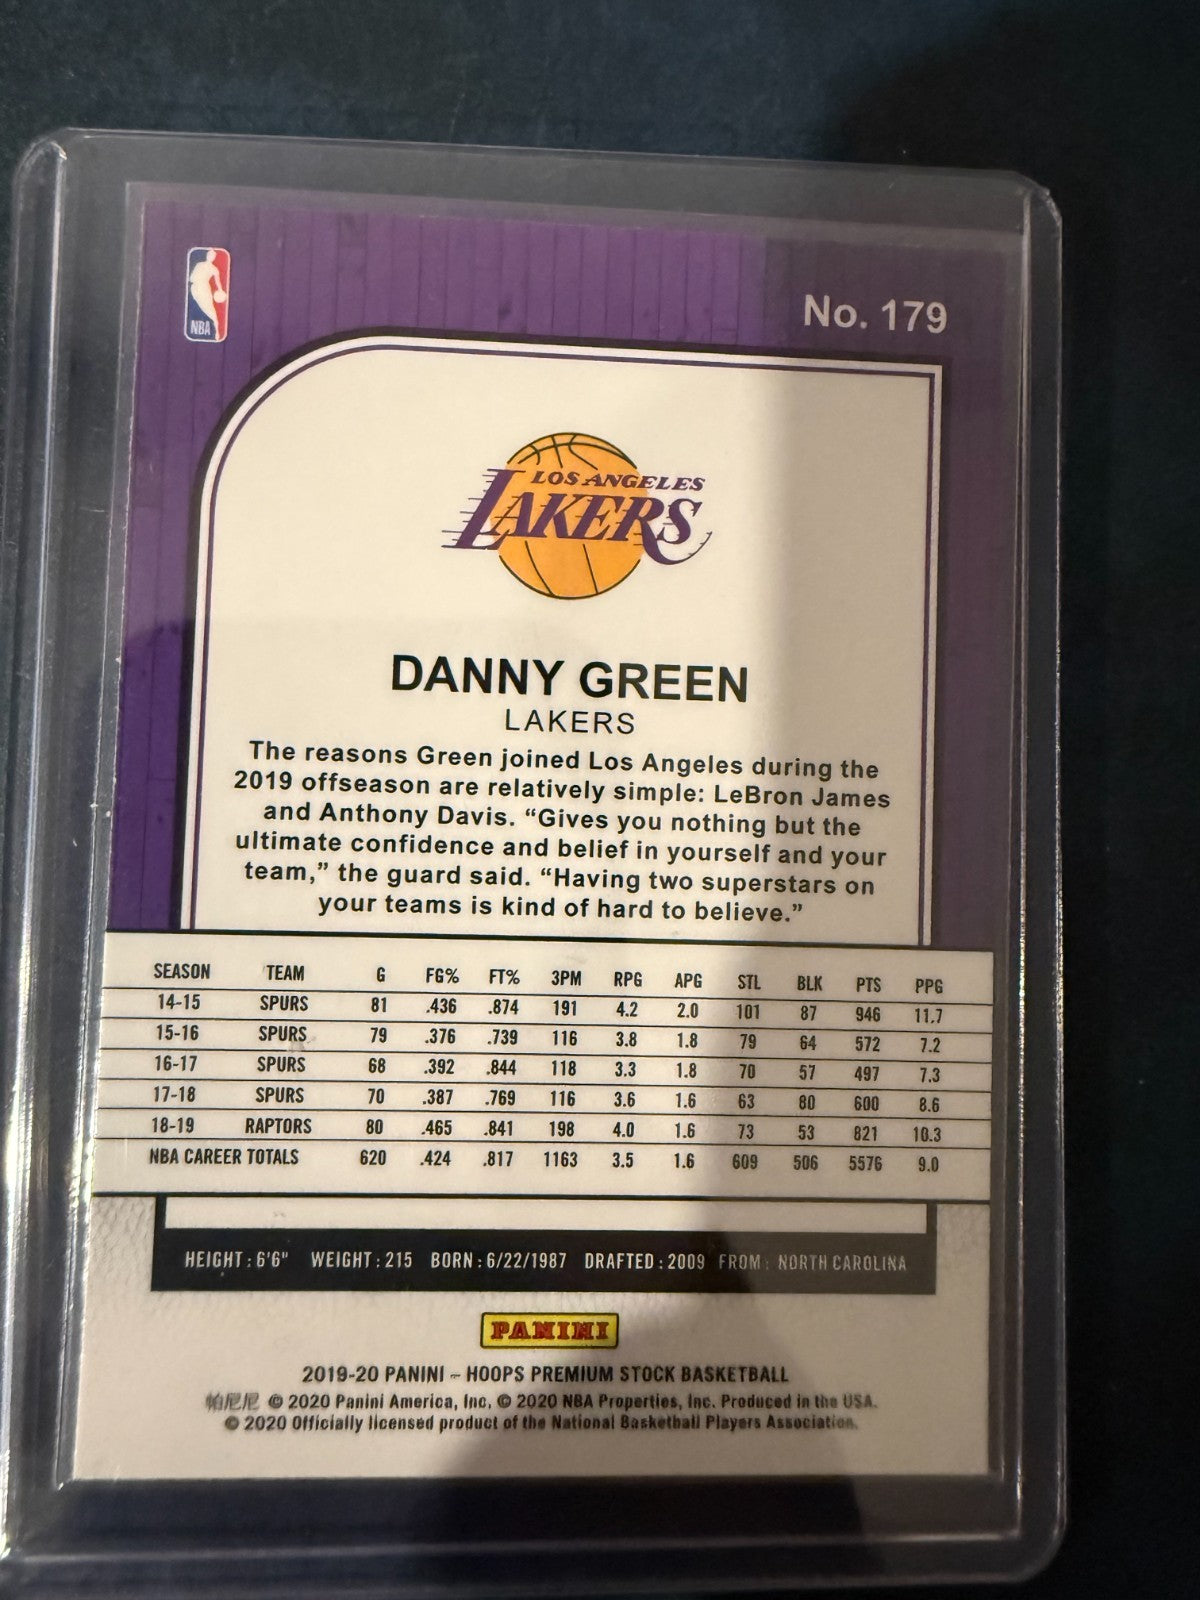 NBA
No. 179
LOS ANGELES
LAKERS
DANNY GREEN
LAKERS
The reasons Green joined Los Angeles during the
2019 offseason are relatively simple: LeBron James
and Anthony Davis. “Gives you nothing but the
ultimate confidence and belief in yourself and your
team,” the guard said. “Having two superstars on
your teams is kind of hard to believe.”
SEASON TEAM G FG% FT% 3PM RPG APG STL BLK PTS PPG
14-15 SPURS 81 .436 .874 191 4.2 2.0 101 87 946 11.7
15-16 SPURS 79 .376 .739 116 3.8 1.8 79 64 572 7.2
16-17 SPURS 68 .392 .844 118 3.3 1.8 70 57 497 7.3
17-18 SPURS 70 .387 .769 116 3.6 1.6 63 80 600 8.6
18-19 RAPTORS 80 .465 .841 198 4.0 1.6 73 53 821 10.3
NBA CAREER TOTALS 620 .424 .817 1163 3.5 1.6 609 506 5576 9.0
HEIGHT : 6'6" WEIGHT : 215 BORN : 6/22/1987 DRAFTED : 2009 FROM : NORTH CAROLINA
PANINI
2019-20 PANINI – HOOPS PREMIUM STOCK BASKETBALL
帕尼尼 © 2020 Panini America, Inc, © 2020 NBA Properties, Inc. Produced in the USA.
© 2020 Officially licensed product of the National Basketball Players Association.